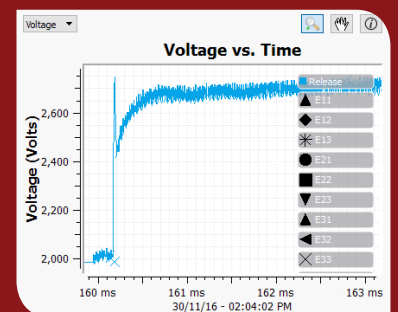 Voltage
Voltage vs. Time
Voltage (Volts)
2,600
2,400
2,200
2,000
Release
E11
E12
E13
E21
E22
E23
E31
E32
E33
160 ms
161 ms
162 ms
163 ms
30/11/16 - 02:04:02 PM